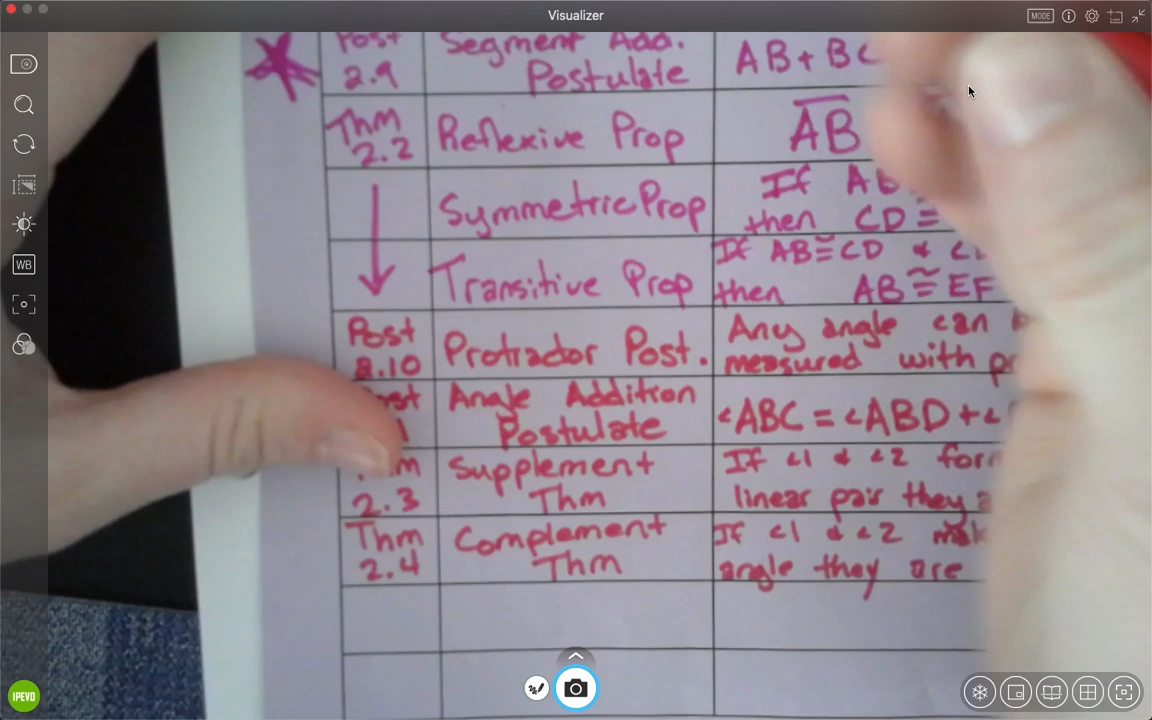 Visualizer
MODE
WB
IPEVO
Post
2.9
Segment Add.
Postulate
AB + BC
Thm
2.2
Reflexive Prop
AB
Symmetric Prop
If AB
then CD ≅
Transitive Prop
If AB ≅ CD &
then AB ≅ EF
Post
2.10
Protractor Post.
Any angle can
measured with
Angle Addition
Postulate
∠ABC = ∠ABD + ∠
2.3
Supplement
Thm
If ∠1 & ∠2
linear pair they
Thm
2.4
Complement
Thm
If ∠1 & ∠2
angle they are